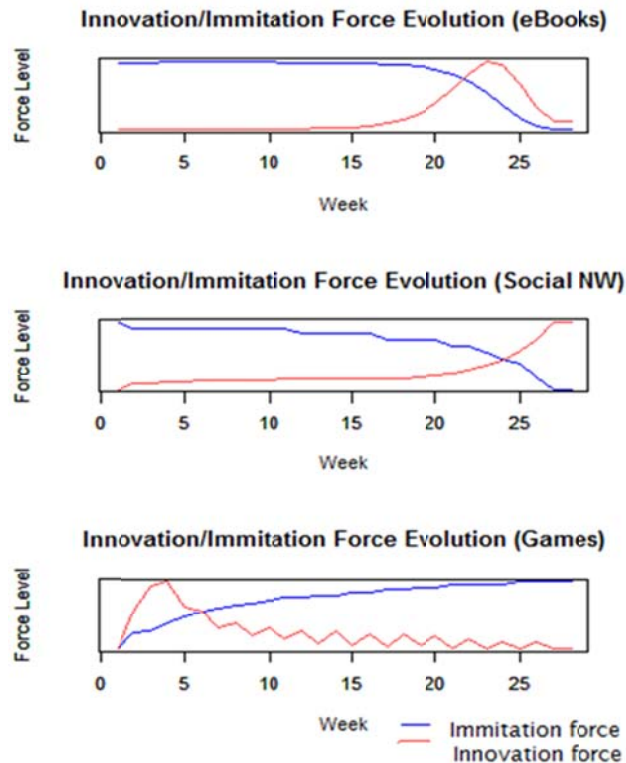 Innovation/Immitation Force Evolution (eBooks)
Force Level
0 5 10 15 20 25
Week
Innovation/Immitation Force Evolution (Social NW)
Force Level
0 5 10 15 20 25
Week
Innovation/Immitation Force Evolution (Games)
Force Level
0 5 10 15 20 25
Week
Immitation force
Innovation force